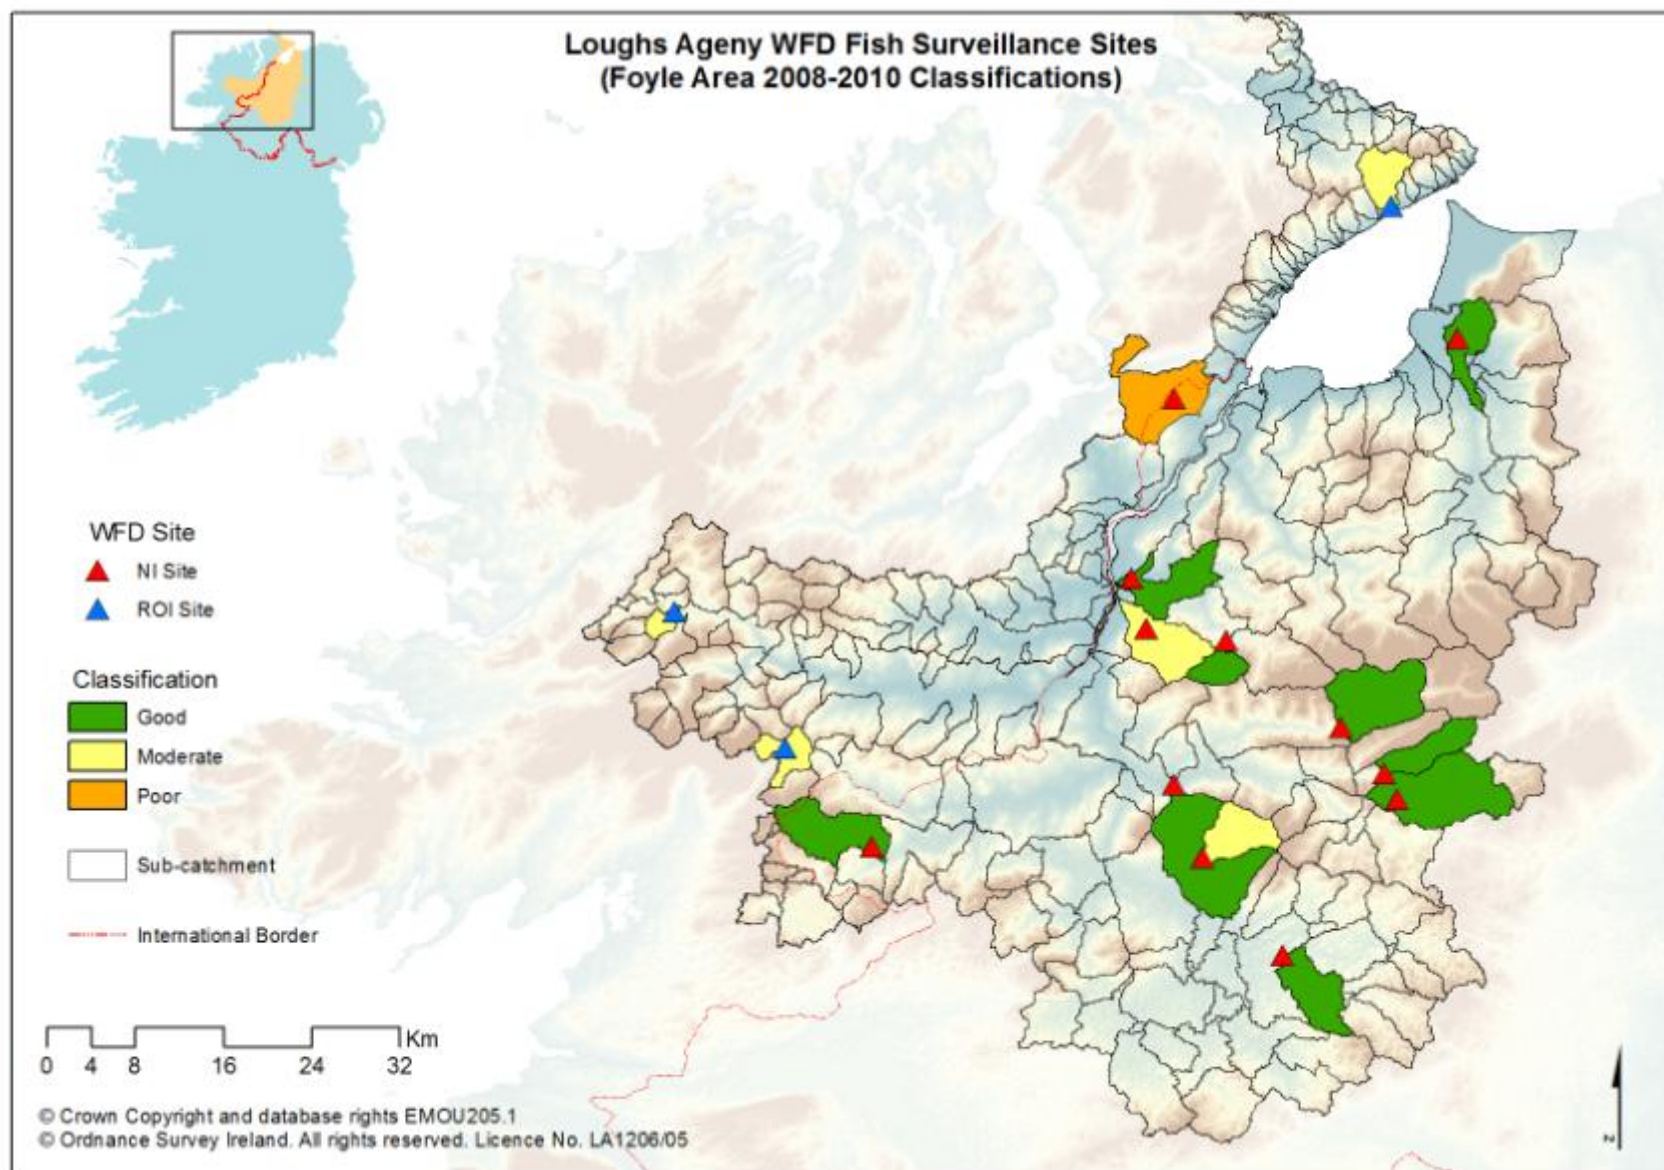 Loughs Ageny WFD Fish Surveillance Sites
(Foyle Area 2008-2010 Classifications)
WFD Site
NI Site
ROI Site
Classification
Good
Moderate
Poor
Sub-catchment
International Border
Km
0 4 8 16 24 32
© Crown Copyright and database rights EMOU205.1
© Ordnance Survey Ireland. All rights reserved. Licence No. LA1206/05
N